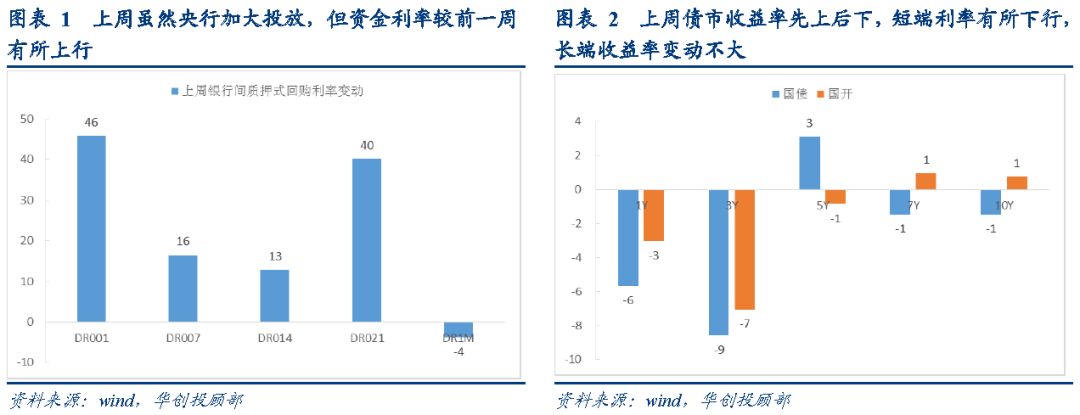 图表 1 上周虽然央行加大投放，但资金利率较前一周
有所上行
上周银行间质押式回购利率变动
50
40
30
20
10
0
-10
46
16
13
40
-4
DR001
DR007
DR014
DR021
DR1M
资料来源：wind，华创投顾部
图表 2 上周债市收益率先上后下，短端利率有所下行，
长端收益率变动不大
国债
国开
4
2
0
-2
-4
-6
-8
-10
3
1
1
1Y
3Y
5Y
7Y
10Y
-6
-3
-9
-7
-1
-1
-1
资料来源：wind，华创投顾部